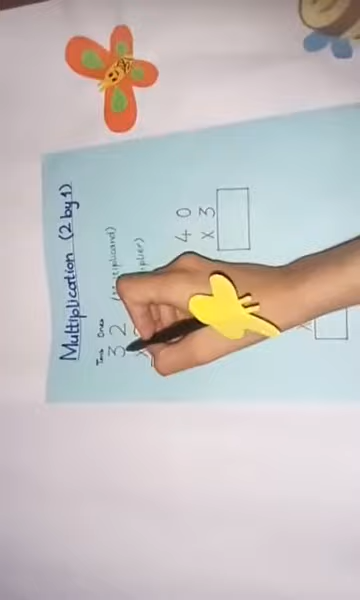 Multiplication (2 by 1)
Tens Ones
3 2
x
4 0
x 3